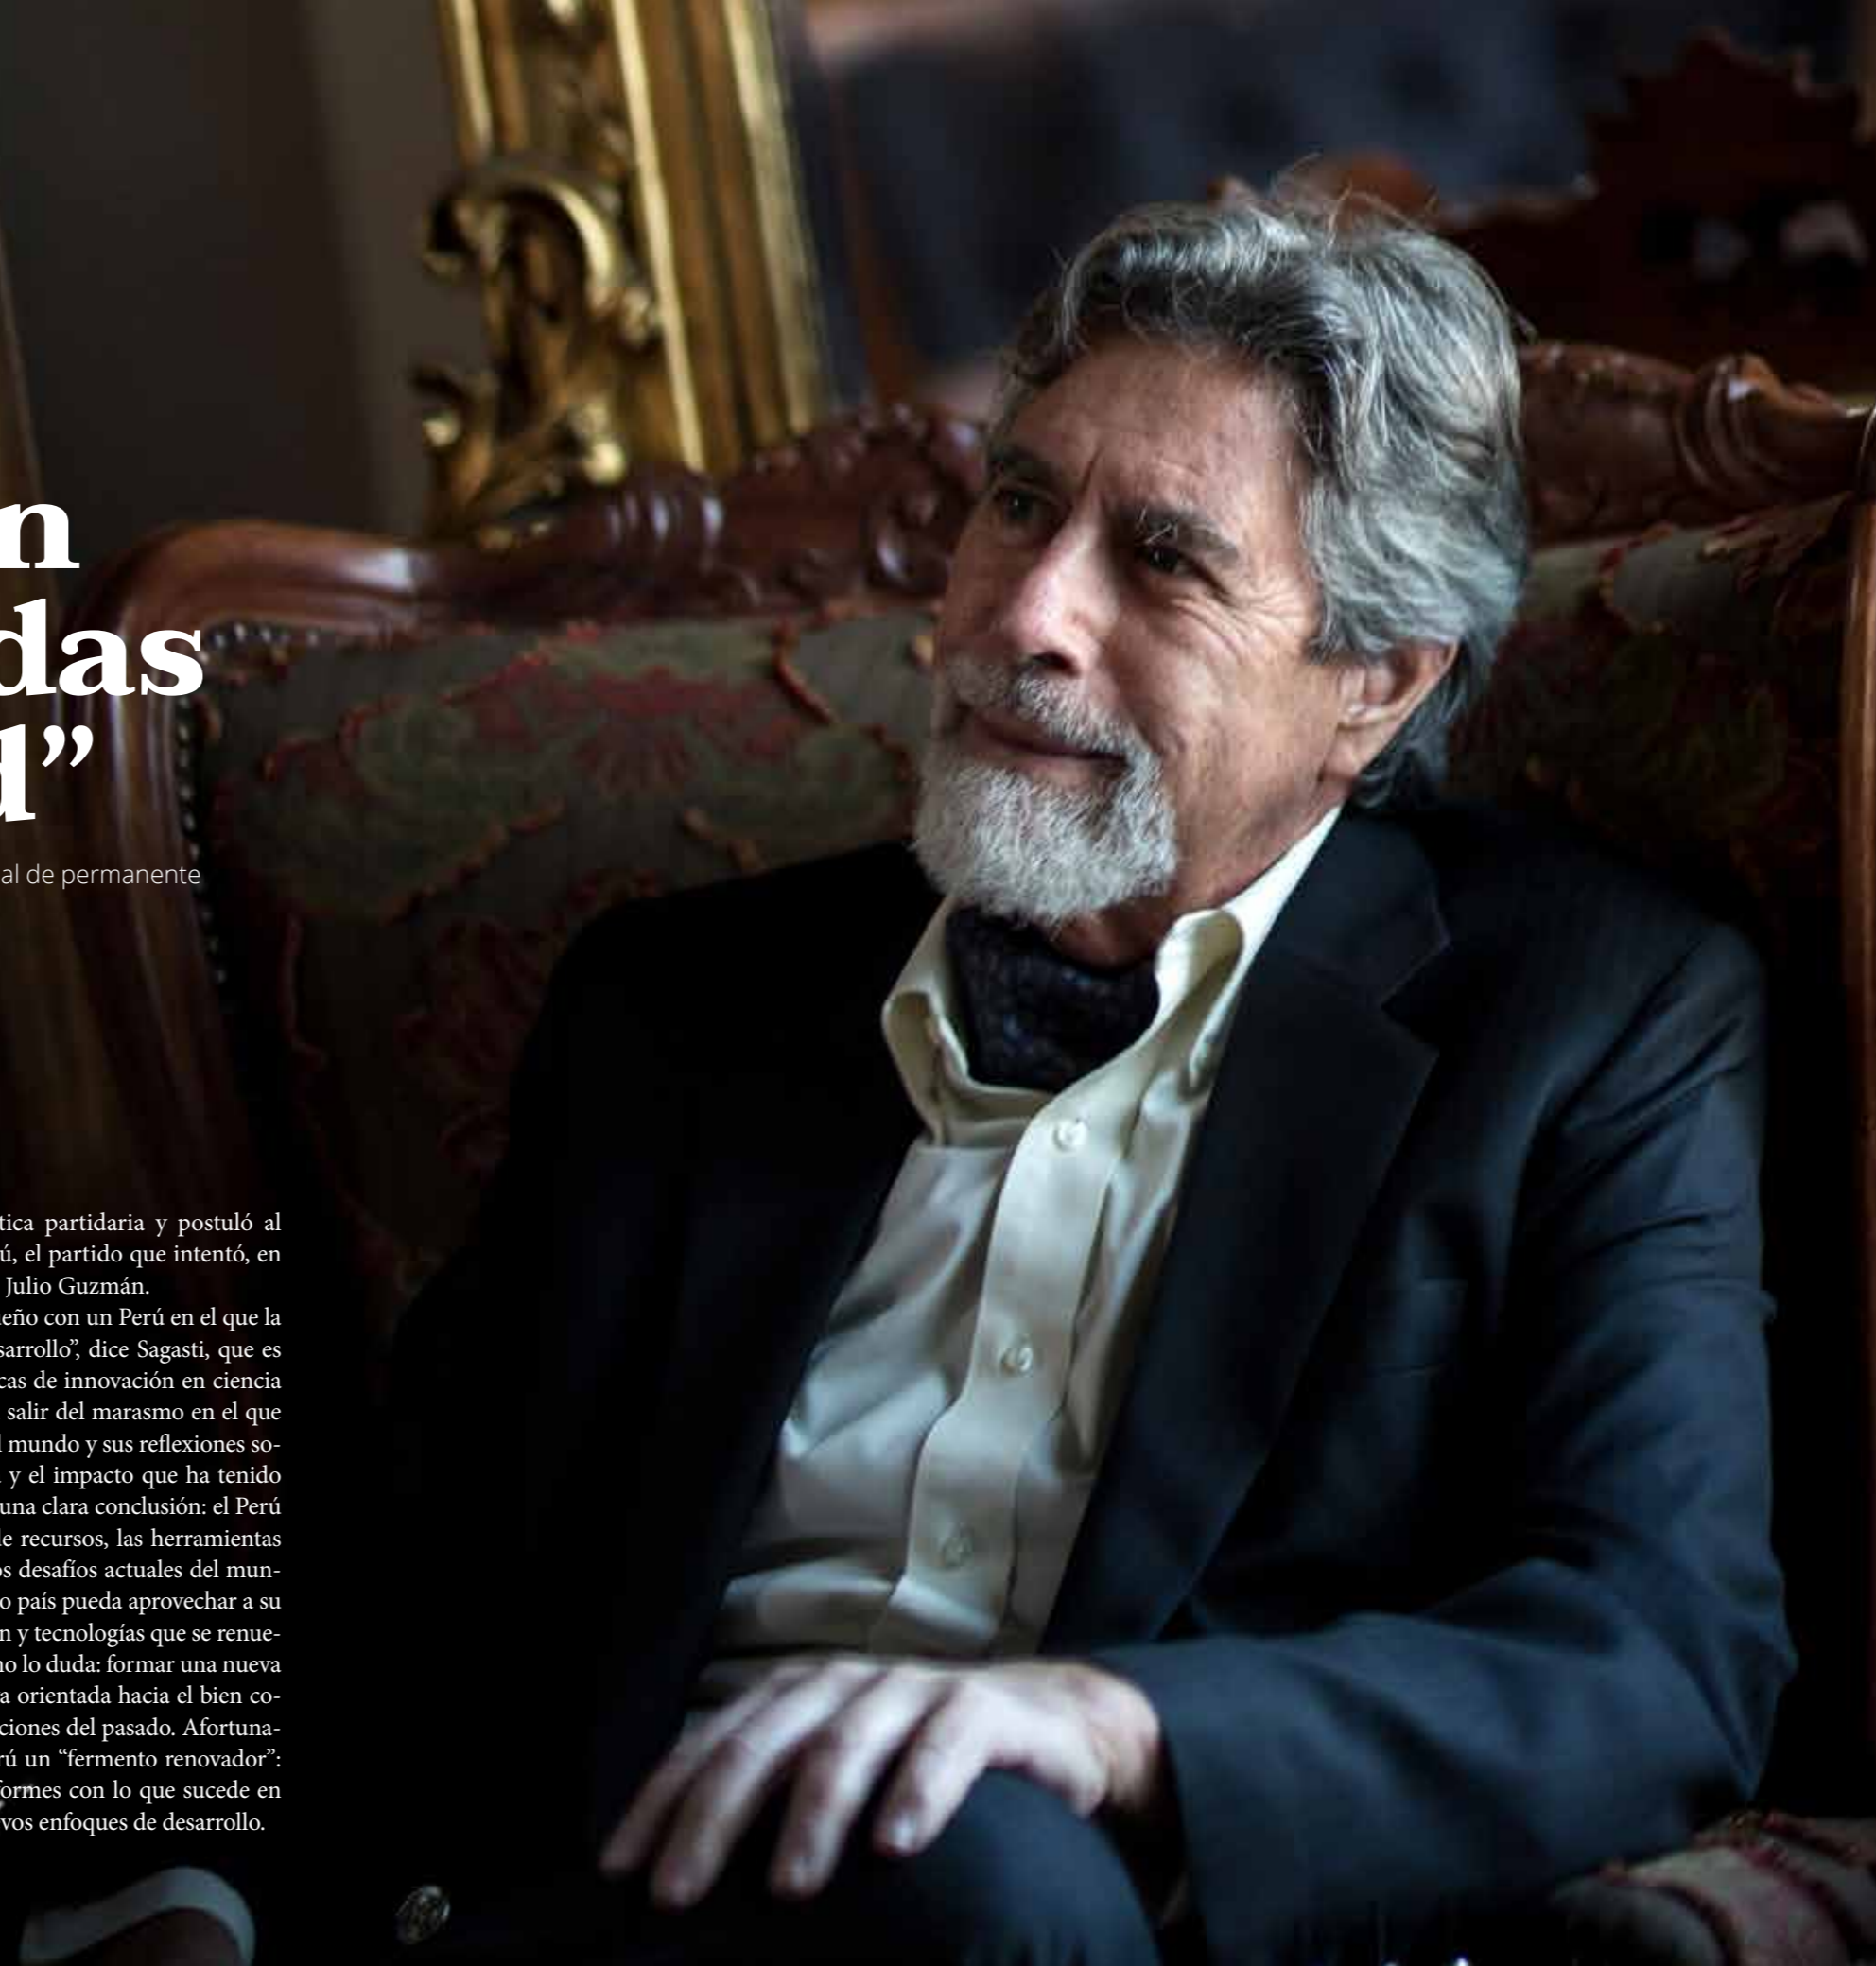 n
das
d”
al de permanente
tica partidaria y postuló al
ú, el partido que intentó, en
Julio Guzmán.
eño con un Perú en el que la
sarrollo”, dice Sagasti, que es
cas de innovación en ciencia
salir del marasmo en el que
l mundo y sus reflexiones so-
y el impacto que ha tenido
una clara conclusión: el Perú
de recursos, las herramientas
os desafíos actuales del mun-
o país pueda aprovechar a su
n y tecnologías que se renue-
no lo duda: formar una nueva
a orientada hacia el bien co-
ciones del pasado. Afortuna-
rú un “fermento renovador”:
formes con lo que sucede en
vos enfoques de desarrollo.